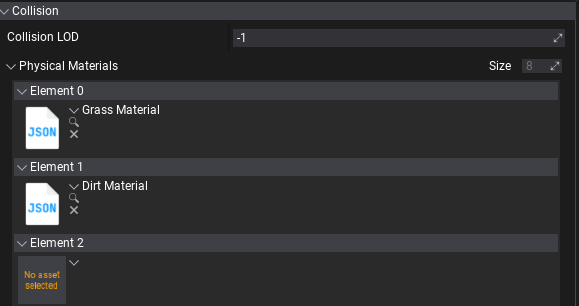 Collision
Collision LOD -1
Physical Materials Size 8
Element 0
JSON Grass Material
Element 1
JSON Dirt Material
Element 2
No asset
selected